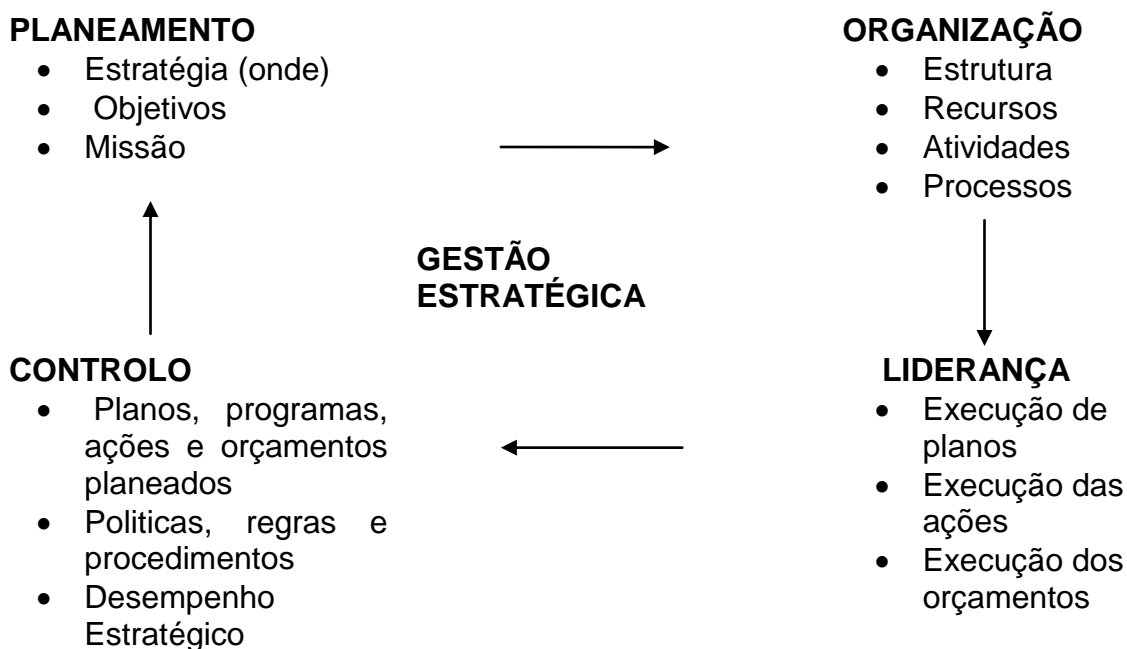 PLANEAMENTO
• Estratégia (onde)
• Objetivos
• Missão
ORGANIZAÇÃO
• Estrutura
• Recursos
• Atividades
• Processos
GESTÃO
ESTRATÉGICA
CONTROLO
• Planos, programas,
ações e orçamentos
planeados
• Politicas, regras e
procedimentos
• Desempenho
Estratégico
LIDERANÇA
• Execução de
planos
• Execução das
ações
• Execução dos
orçamentos